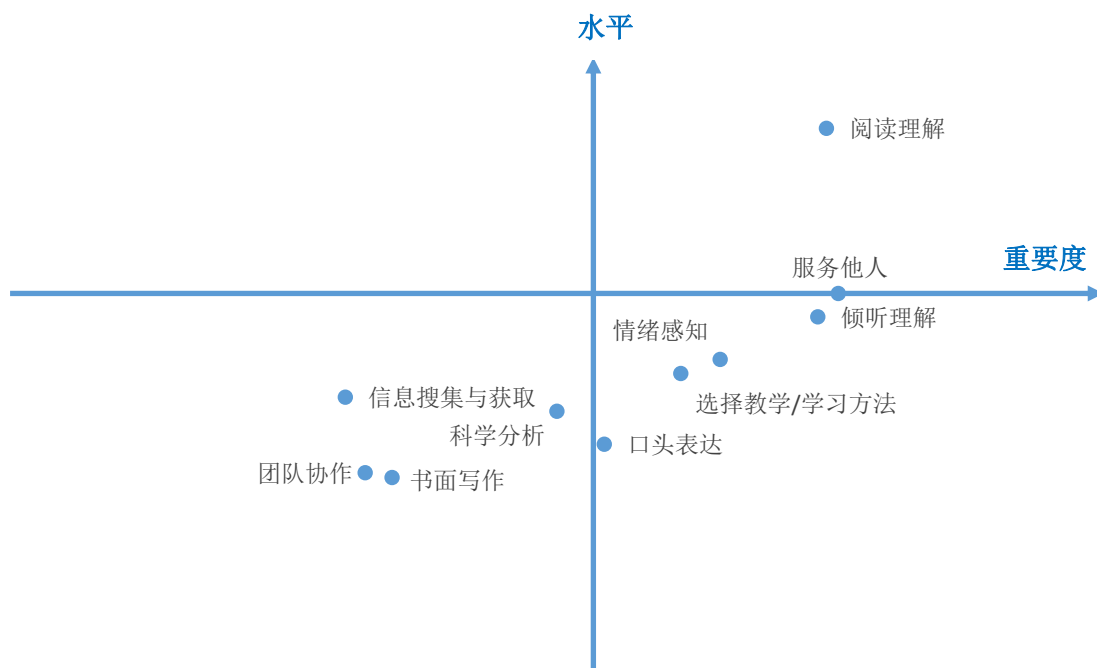 水平
阅读理解
重要度
服务他人
倾听理解
情绪感知
选择教学/学习方法
信息搜集与获取
科学分析
口头表达
团队协作
书面写作